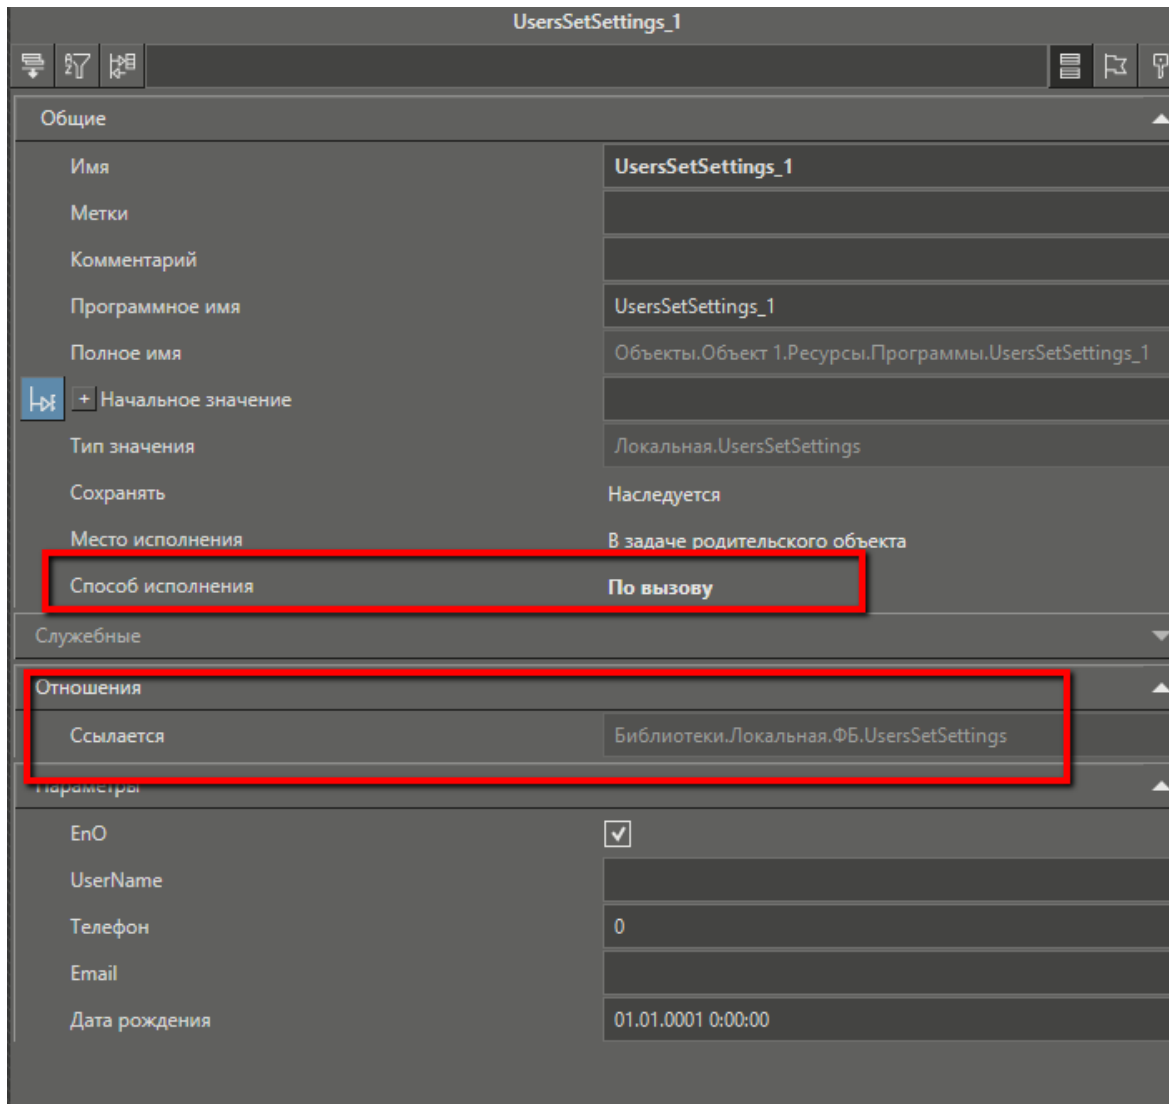 UsersSetSettings_1
Общие
Имя UsersSetSettings_1
Метки
Комментарий
Программное имя UsersSetSettings_1
Полное имя Объекты.Объект 1.Ресурсы.Программы.UsersSetSettings_1
+ Начальное значение
Тип значения Локальная.UsersSetSettings
Сохранять Наследуется
Место исполнения В задаче родительского объекта
Способ исполнения По вызову
Служебные
Отношения
Ссылается Библиотеки.Локальная.ФБ.UsersSetSettings
Параметры
EnO
UserName
Телефон 0
Email
Дата рождения 01.01.0001 0:00:00